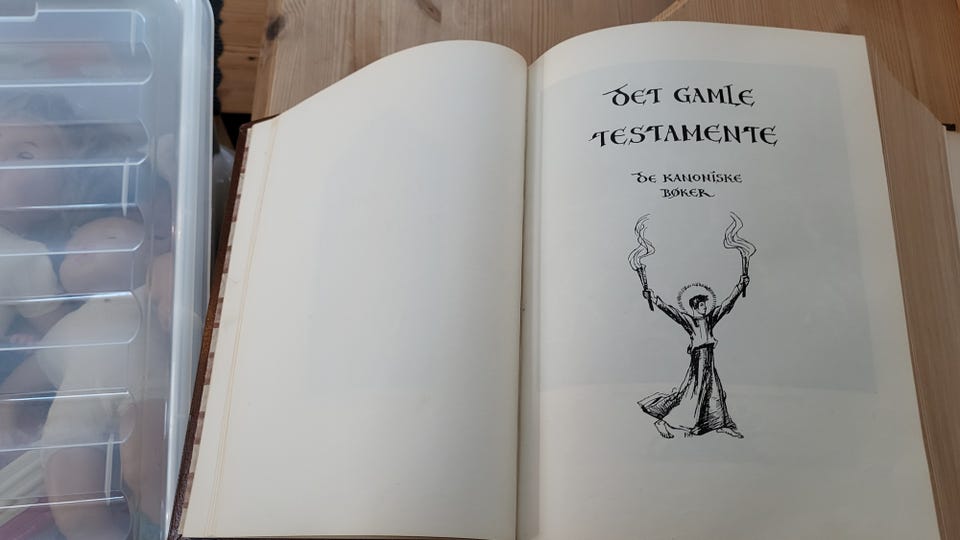 DET GAMLE
TESTAMENTE
DE KANONISKE
BØKER